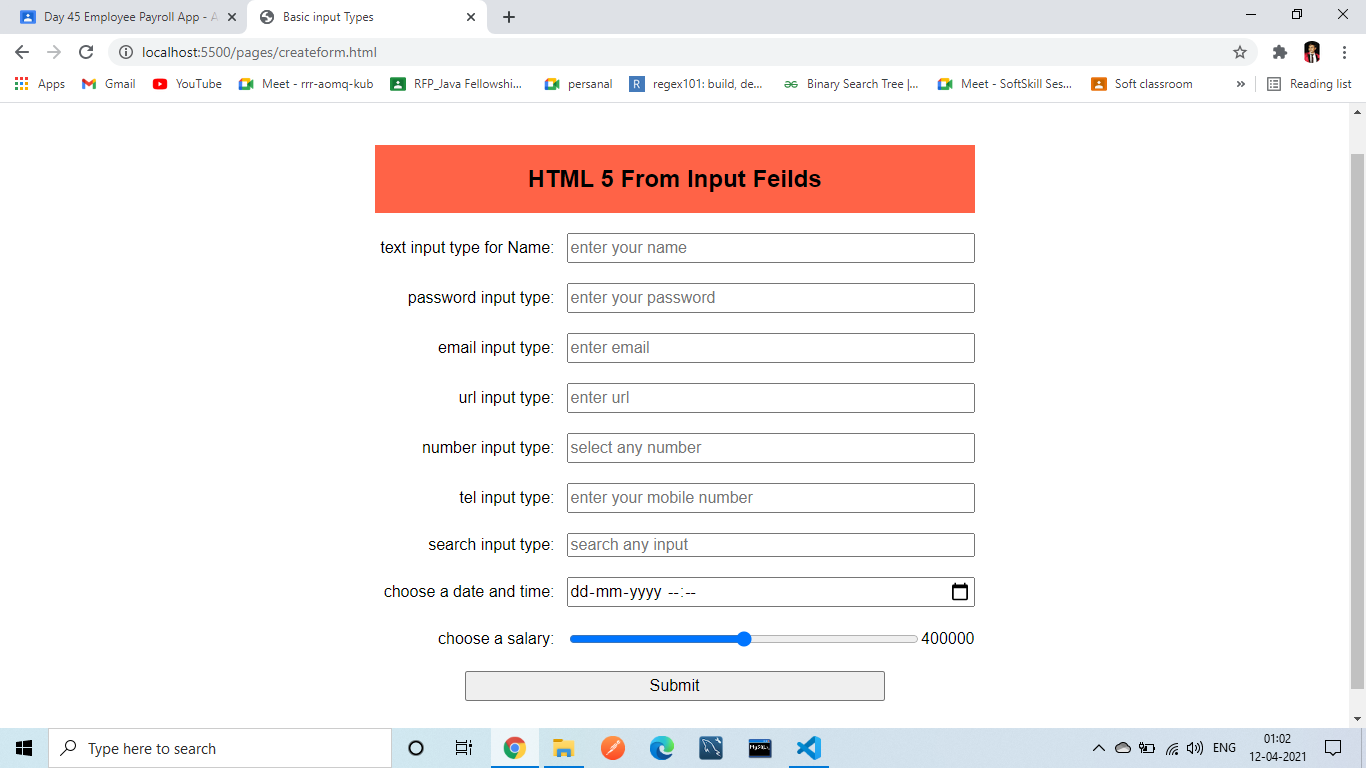 Day 45 Employee Payroll App - A
Basic input Types
localhost:5500/pages/createform.html
Apps
Gmail
YouTube
Meet - rrr-aomq-kub
RFP_Java Fellowshi...
persanal
R
regex101: build, de...
Binary Search Tree |...
Meet - SoftSkill Ses...
Soft classroom
»
Reading list
HTML 5 From Input Feilds
text input type for Name: enter your name
password input type: enter your password
email input type: enter email
url input type: enter url
number input type: select any number
tel input type: enter your mobile number
search input type: search any input
choose a date and time: dd-mm-yyyy --:--
choose a salary: 400000
Submit
Type here to search
MySQL
ENG
01:02
12-04-2021